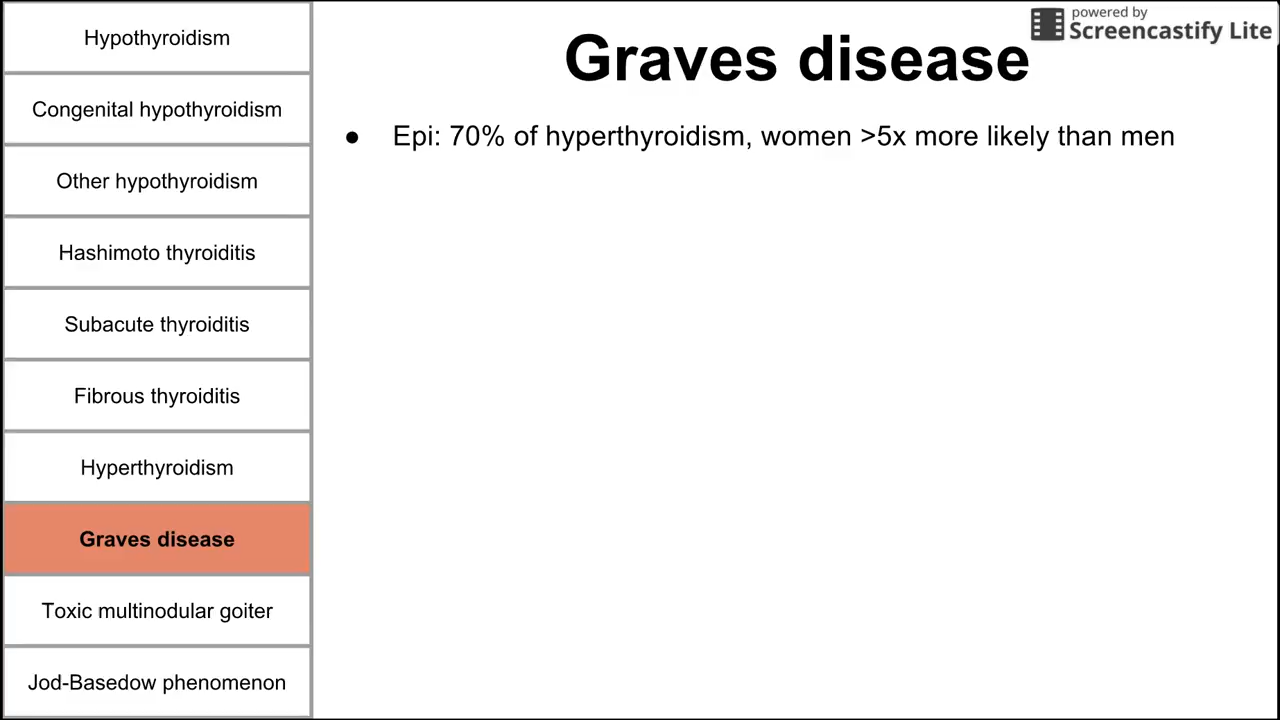 Hypothyroidism
Congenital hypothyroidism
Other hypothyroidism
Hashimoto thyroiditis
Subacute thyroiditis
Fibrous thyroiditis
Hyperthyroidism
Graves disease
Toxic multinodular goiter
Jod-Basedow phenomenon
powered by
Screencastify Lite
Graves disease
● Epi: 70% of hyperthyroidism, women >5x more likely than men